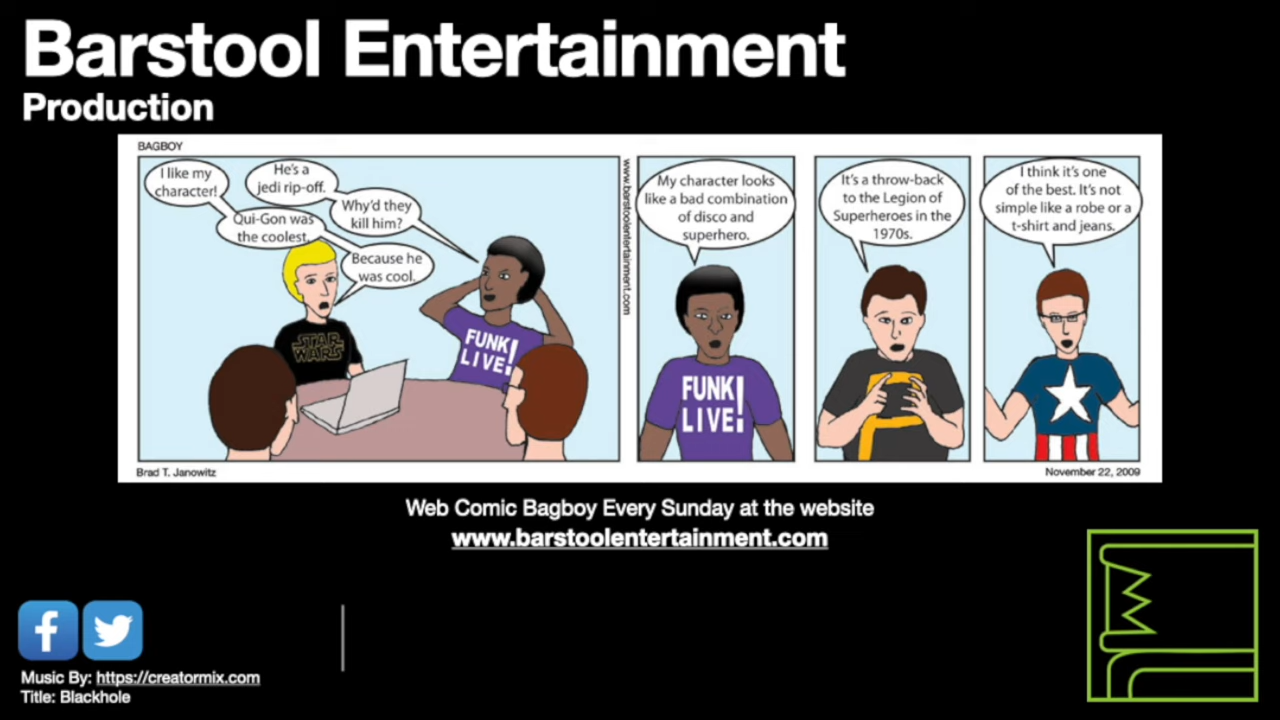 Barstool Entertainment
Production
BAGBOY
I like my
character!
He's a
jedi rip-off.
Qui-Gon was
the coolest.
Why'd they
kill him?
Because he
was cool.
STAR
WARS
FUNK
LIVE!
www.barstoolentertainment.com
My character looks
like a bad combination
of disco and
superhero.
FUNK
LIVE!
It's a throw-back
to the Legion of
Superheroes in the
1970s.
I think it's one
of the best. It's not
simple like a robe or a
t-shirt and jeans.
Brad T. Janowitz
November 22, 2009
Web Comic Bagboy Every Sunday at the website
www.barstoolentertainment.com
Music By: https://creatormix.com
Title: Blackhole